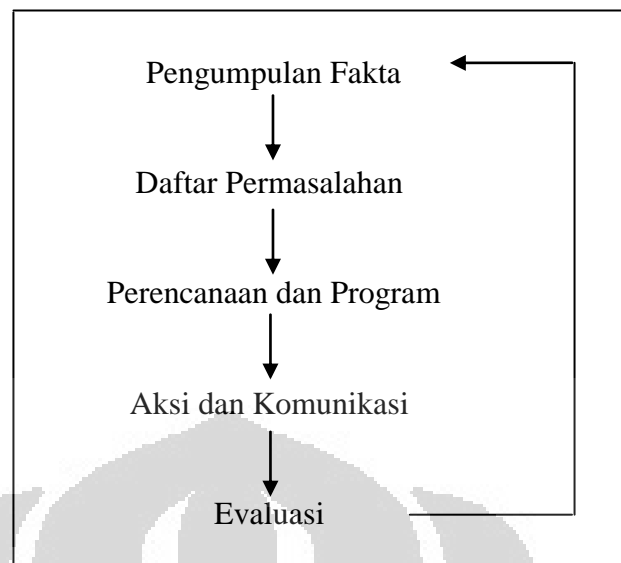 Pengumpulan Fakta
Daftar Permasalahan
Perencanaan dan Program
Aksi dan Komunikasi
Evaluasi